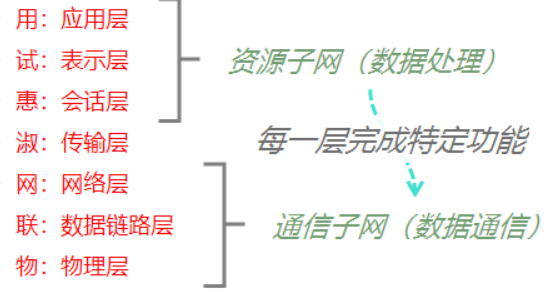 用：应用层
试：表示层
资源子网（数据处理）
惠：会话层
淑：传输层
每一层完成特定功能
网：网络层
联：数据链路层
通信子网（数据通信）
物：物理层